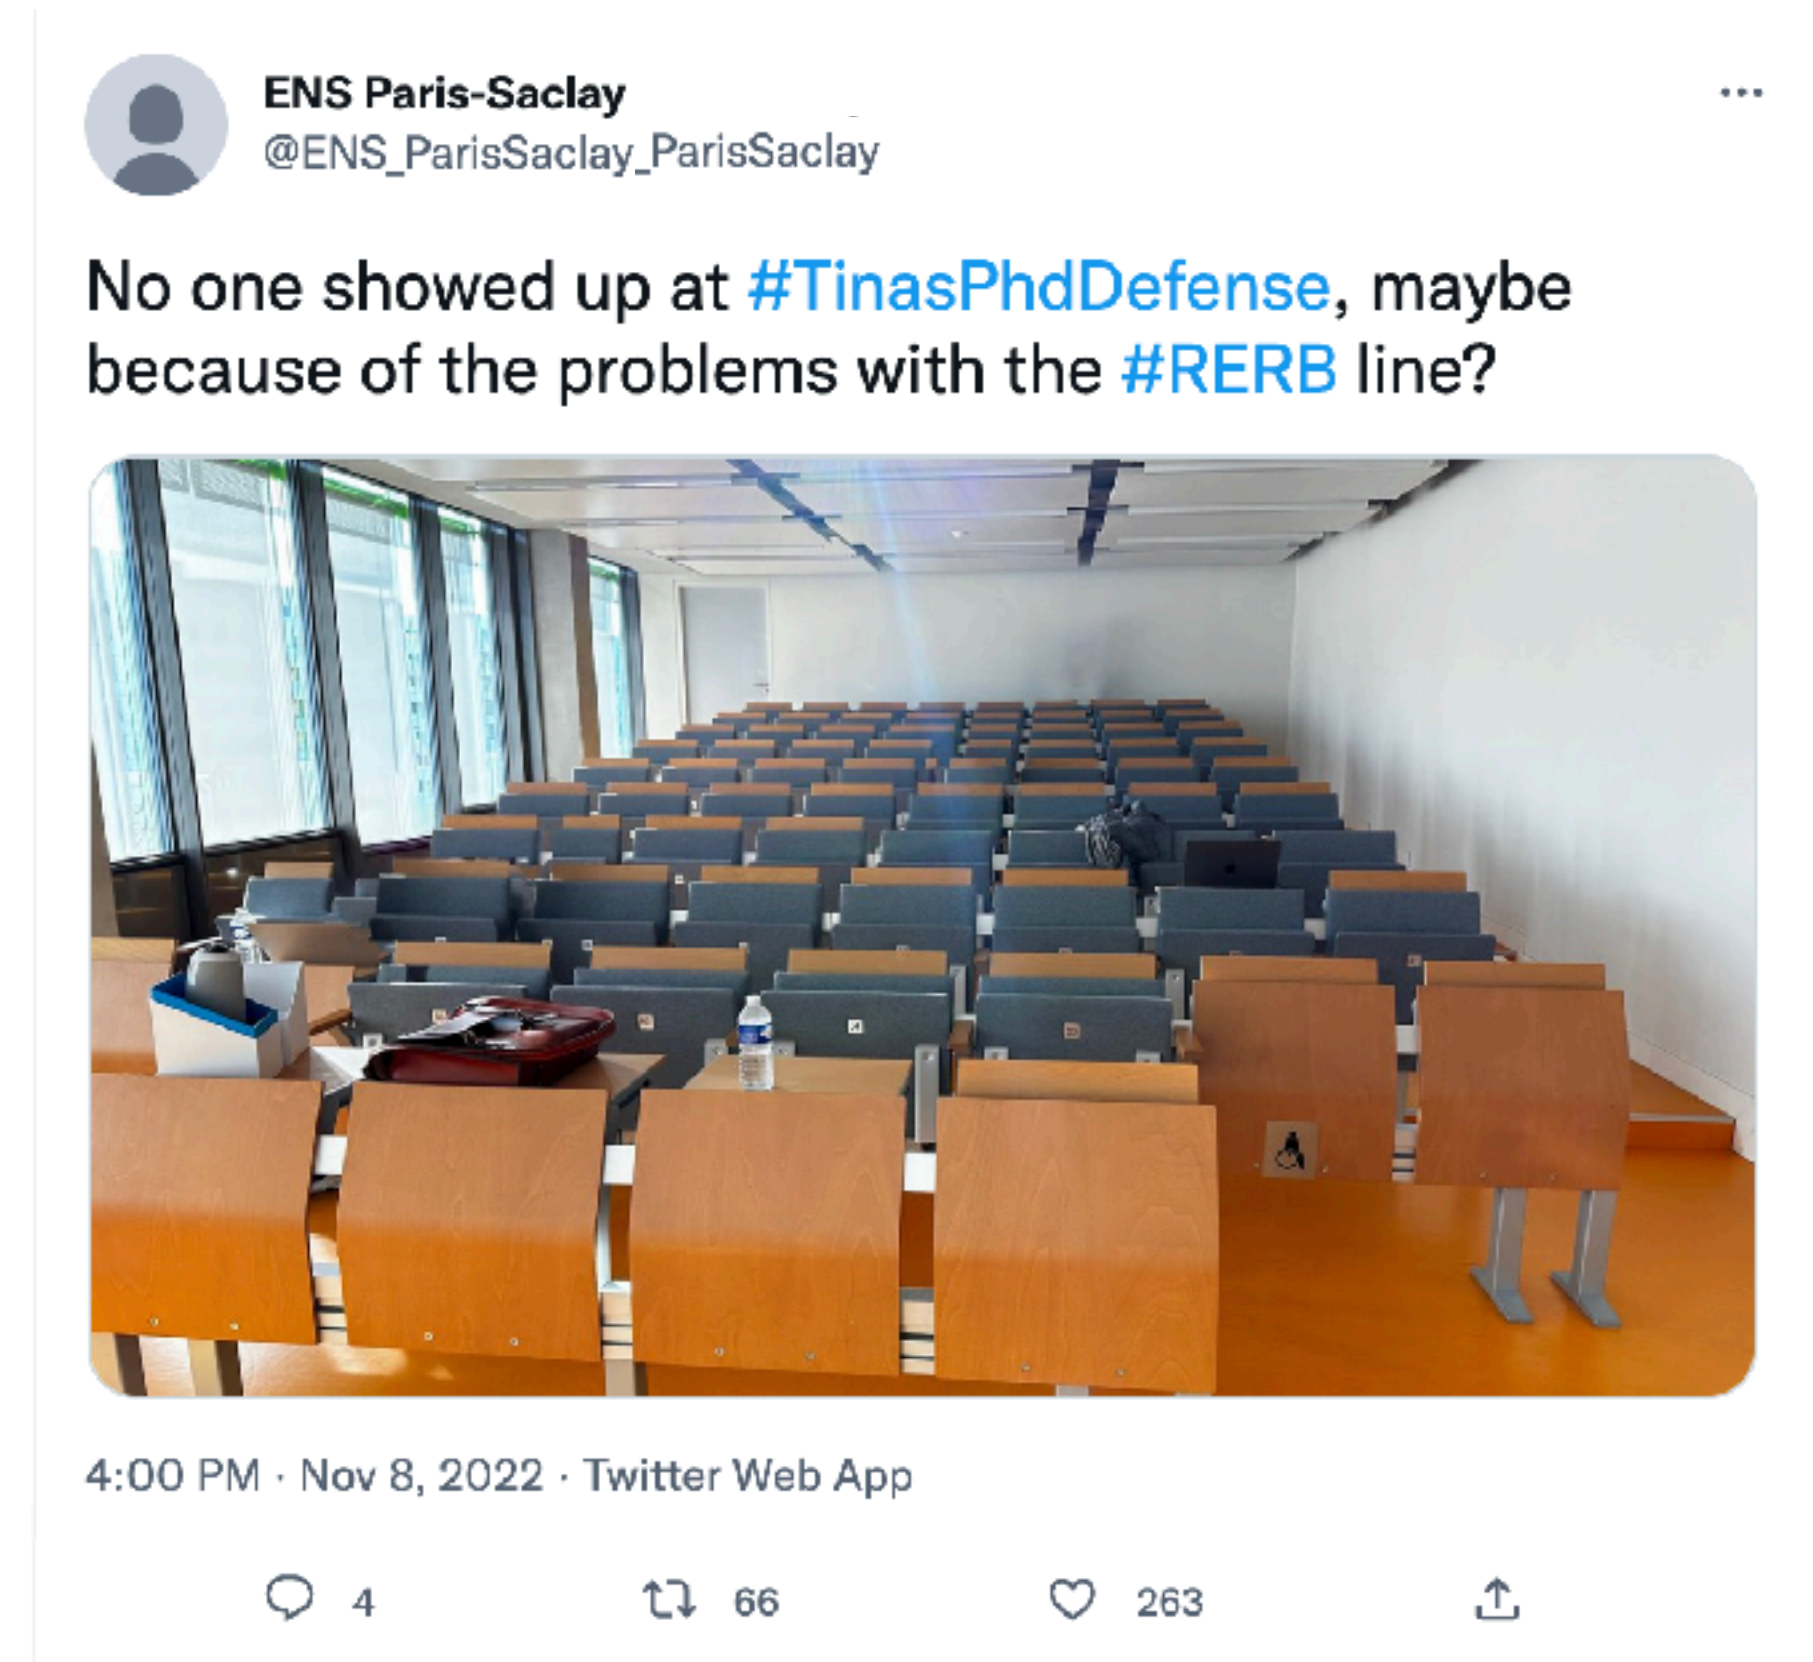 ENS Paris-Saclay
@ENS_ParisSaclay_ParisSaclay
No one showed up at #TinasPhdDefense, maybe
because of the problems with the #RERB line?
4:00 PM · Nov 8, 2022 · Twitter Web App
4 66 263